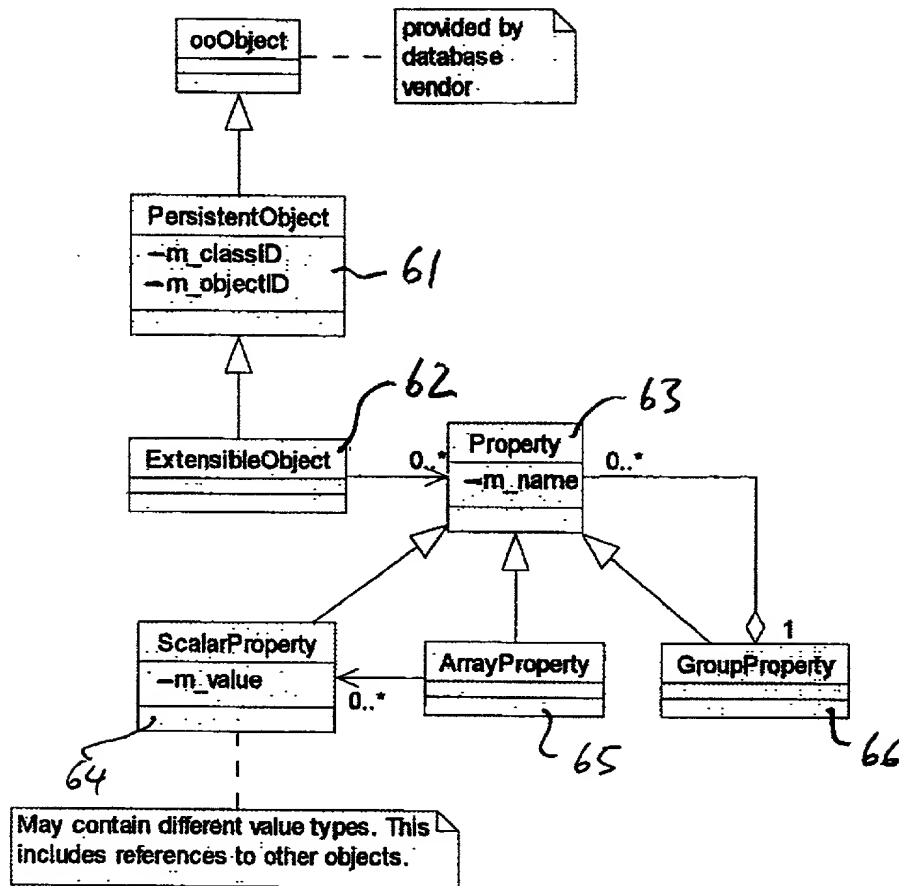 ooObject
provided by
database
vendor
PersistentObject
–m_classID
–m_objectID
61
62
63
ExtensibleObject
0..*
Property
–m_name
0..*
ScalarProperty
–m_value
0..*
ArrayProperty
1
GroupProperty
64
65
66
May contain different value types. This
includes references to other objects.